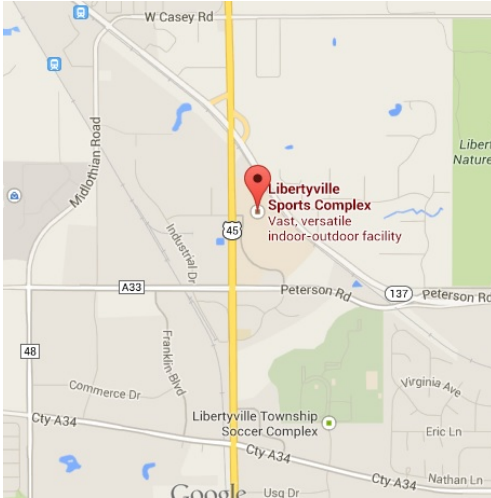 W Casey Rd
Midlothian Road
Libert
Nature
Libertyville
Sports Complex
Vast, versatile
indoor-outdoor facility
45
Industrial Dr
A33
Peterson Rd
137
Peterson Rd
48
Franklin Blvd
Commerce Dr
Virginia Ave
Cty A34
Libertyville Township
Soccer Complex
Eric Ln
Cty A34
Cty A34
Nathan Ln
Google
Usg Dr